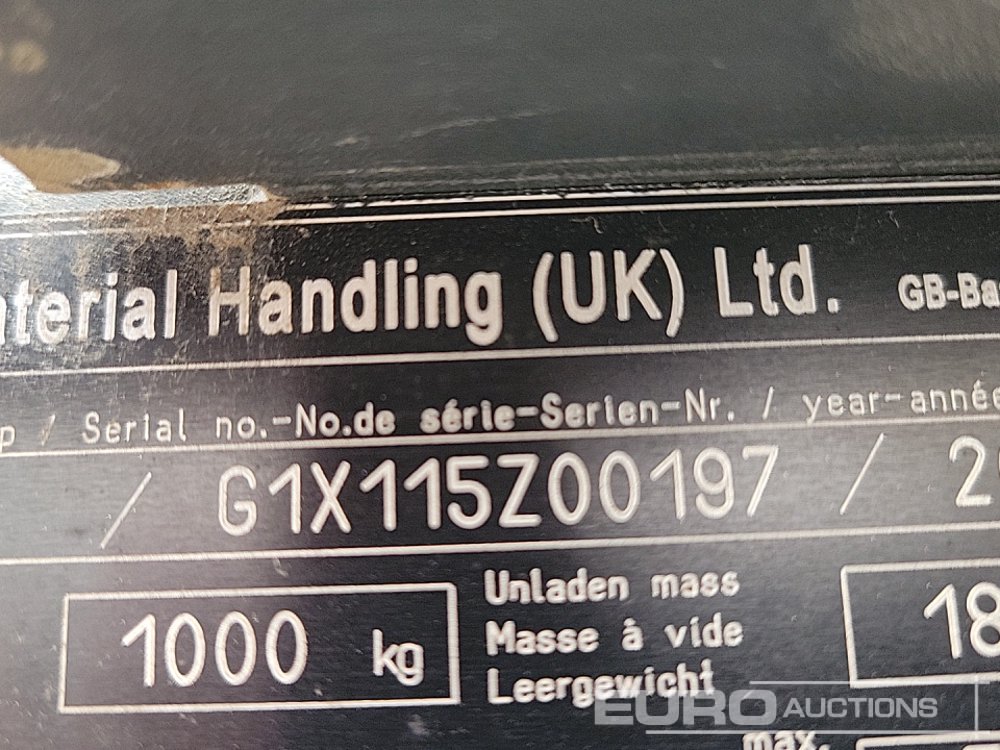 aterial Handling (UK) Ltd. GB-Ba
p / Serial no.-No.de série-Serien-Nr. / year-année
/ G1X115Z00197 / 2
1000 kg
Unladen mass
Masse à vide
Leergewicht
18
EURO AUCTIONS
max.